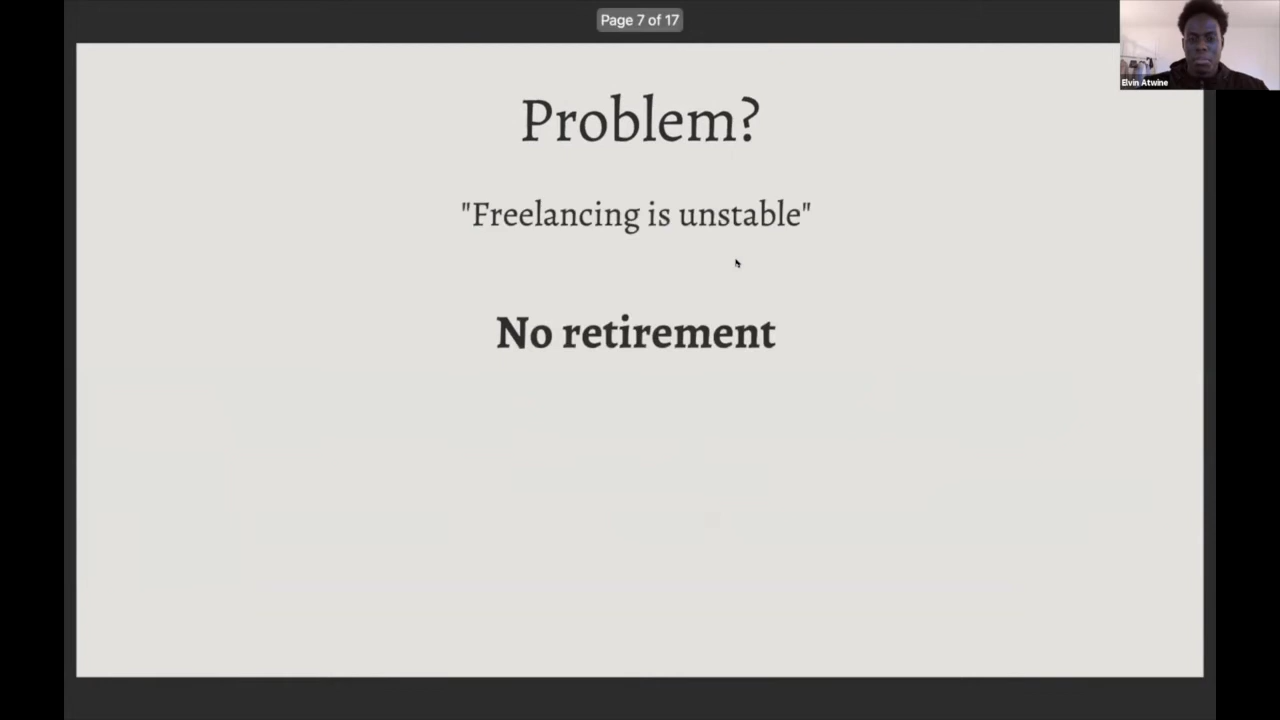 Page 7 of 17
Elvin Atwine
Problem?
"Freelancing is unstable"
No retirement